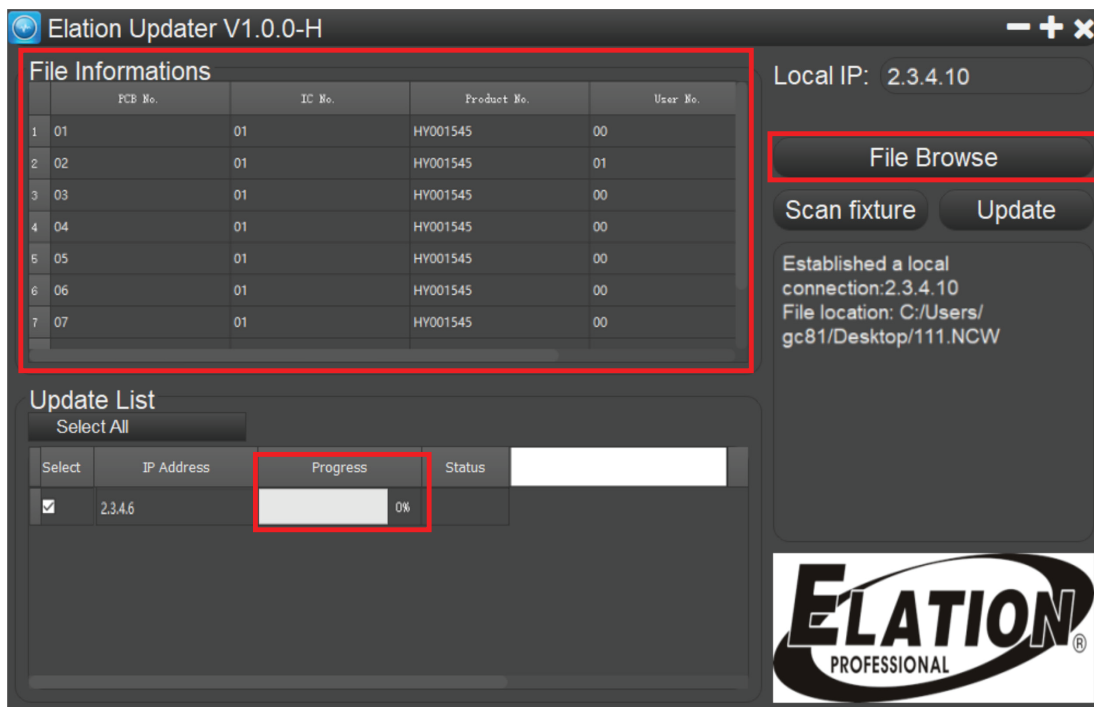 Elation Updater V1.0.0-H
File Informations
PCB No. IC No. Product No. User No.
1 01 01 HY001545 00
2 02 01 HY001545 01
3 03 01 HY001545 00
4 04 01 HY001545 00
5 05 01 HY001545 00
6 06 01 HY001545 00
7 07 01 HY001545 00
Update List
Select All
Select IP Address Progress Status
2.3.4.6 0%
Local IP: 2.3.4.10
File Browse
Scan fixture Update
Established a local
connection:2.3.4.10
File location: C:/Users/
gc81/Desktop/111.NCW
ELATION®
PROFESSIONAL